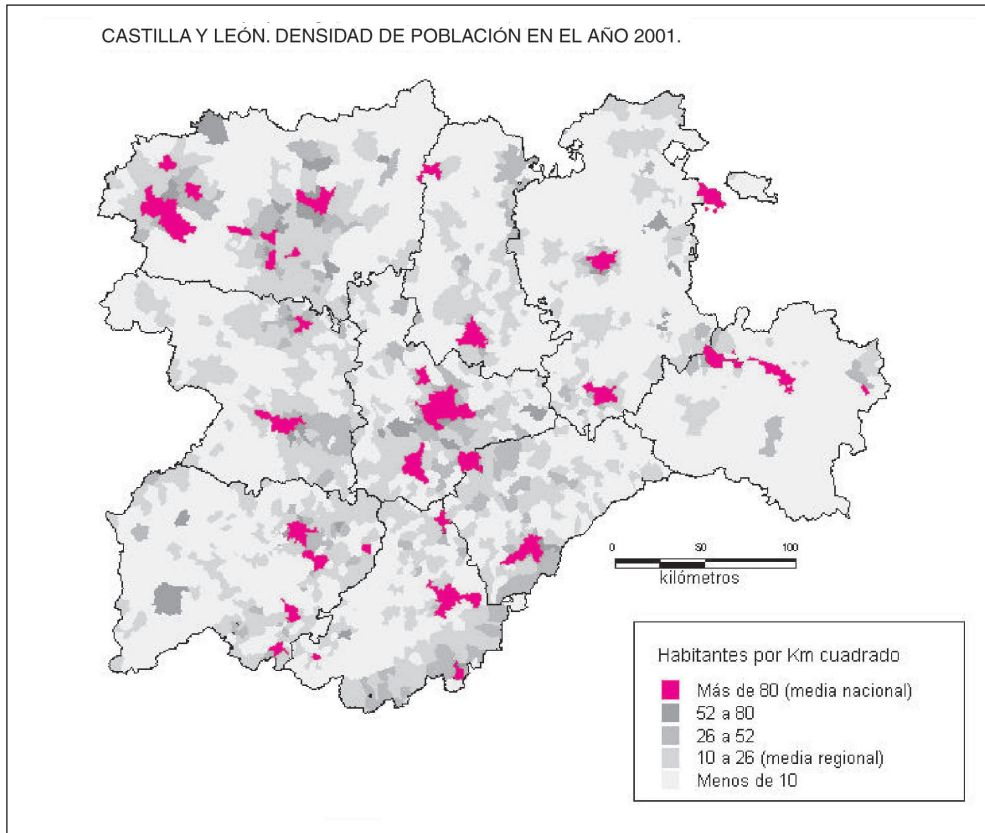 CASTILLA Y LEÓN. DENSIDAD DE POBLACIÓN EN EL AÑO 2001.
0 50 100
kilómetros
Habitantes por Km cuadrado
Más de 80 (media nacional)
52 a 80
26 a 52
10 a 26 (media regional)
Menos de 10